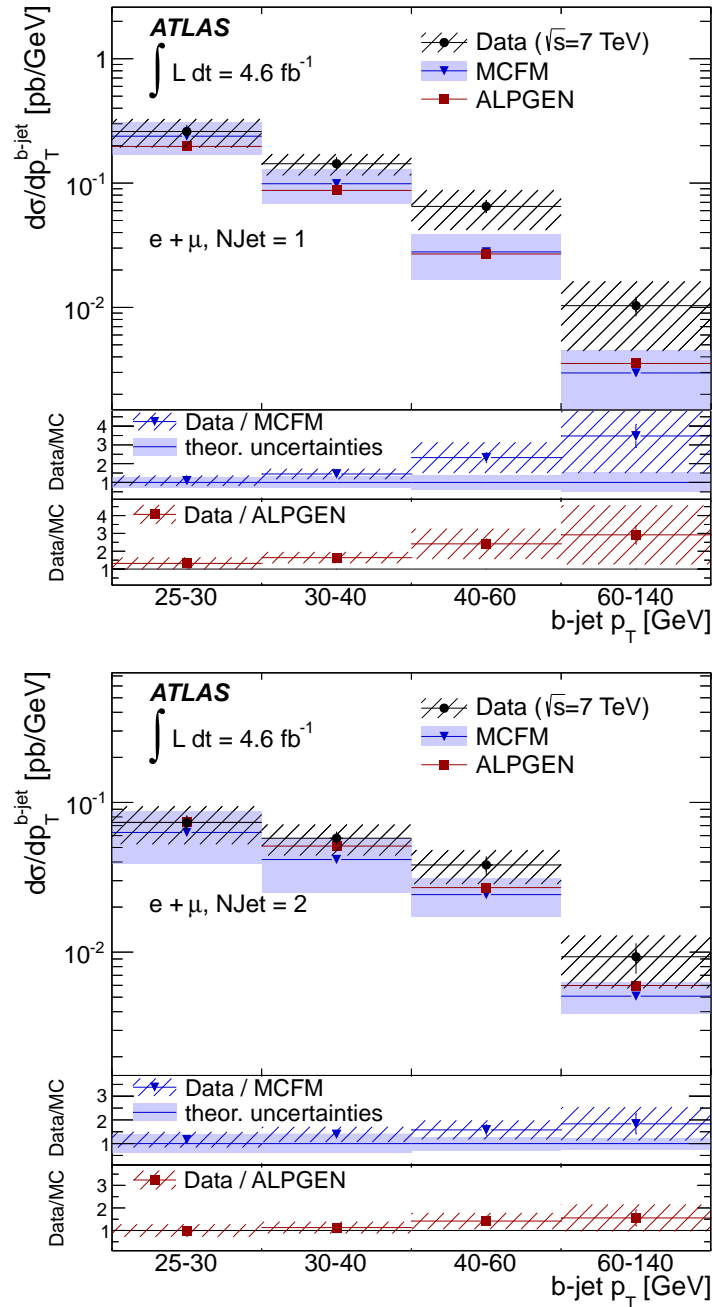 ATLAS
∫ L dt = 4.6 fb⁻¹
Data (√s=7 TeV)
MCFM
ALPGEN
dσ/dp_T^{b-jet} [pb/GeV]
1
10⁻¹
10⁻²
e + μ, NJet = 1
Data/MC
4
3
2
1
Data / MCFM
theor. uncertainties
Data/MC
4
3
2
1
Data / ALPGEN
25-30 30-40 40-60 60-140
b-jet p_T [GeV]
ATLAS
∫ L dt = 4.6 fb⁻¹
Data (√s=7 TeV)
MCFM
ALPGEN
dσ/dp_T^{b-jet} [pb/GeV]
10⁻¹
10⁻²
e + μ, NJet = 2
Data/MC
3
2
1
Data / MCFM
theor. uncertainties
Data/MC
3
2
1
Data / ALPGEN
25-30 30-40 40-60 60-140
b-jet p_T [GeV]